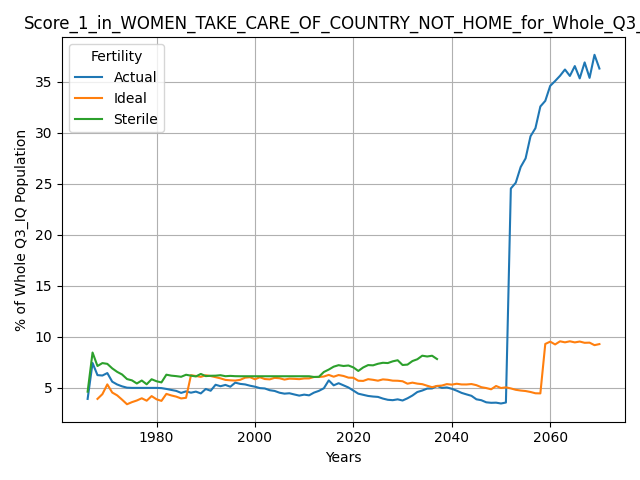 Score_1_in_WOMEN_TAKE_CARE_OF_COUNTRY_NOT_HOME_for_Whole_Q3_
Fertility
Actual
Ideal
Sterile
% of Whole Q3_IQ Population
35
30
25
20
15
10
5
1980 2000 2020 2040 2060
Years